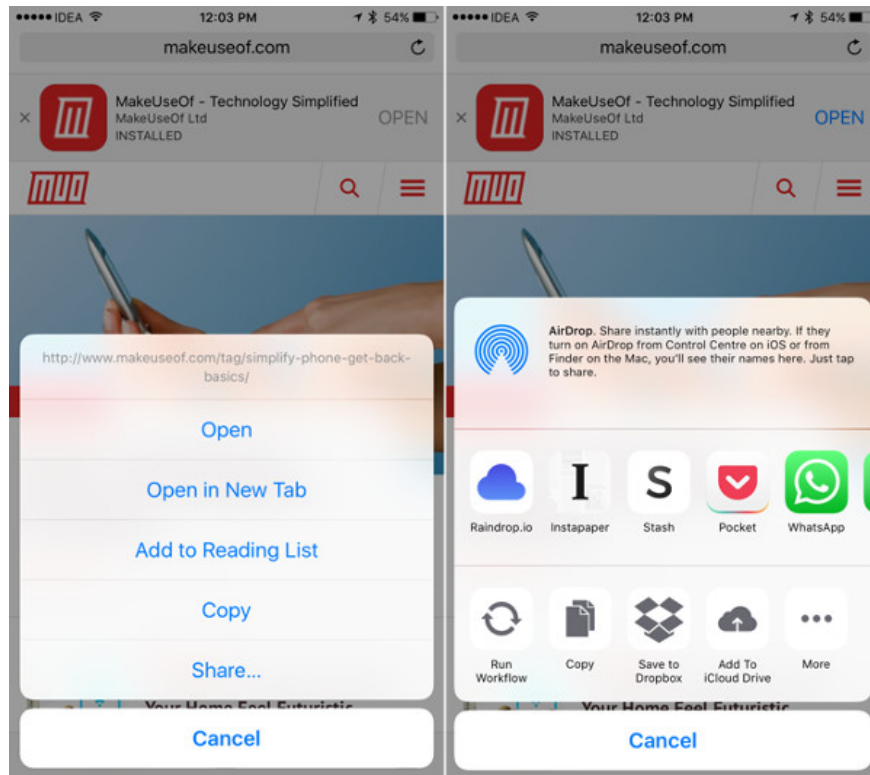 IDEA 12:03 PM 54%
makeuseof.com
MakeUseOf - Technology Simplified
MakeUseOf Ltd
INSTALLED
OPEN
MUO
http://www.makeuseof.com/tag/simplify-phone-get-back-
basics/
Open
Open in New Tab
Add to Reading List
Copy
Share...
Your Home Feel Futuristic
Cancel
IDEA 12:03 PM 54%
makeuseof.com
MakeUseOf - Technology Simplified
MakeUseOf Ltd
INSTALLED
OPEN
MUO
AirDrop. Share instantly with people nearby. If they
turn on AirDrop from Control Centre on iOS or from
Finder on the Mac, you'll see their names here. Just tap
to share.
I S
Raindrop.io Instapaper Stash Pocket WhatsApp
Run
Workflow
Copy
Save to
Dropbox
Add To
iCloud Drive
More
Your Home Feel Futuristic
Cancel